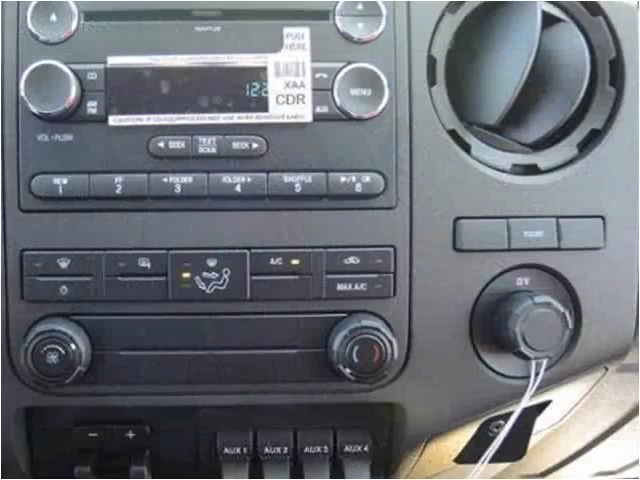 PULL
HERE
CD
XAA
CDR
MENU
AM
FM
AUX
VOL - PUSH
◄ SEEK
TEXT
SCAN
SEEK ►
REW
1
FF
2
◄ FOLDER
3
FOLDER ►
4
SHUFFLE
5
6
A/C
MAX A/C
12V
- +
AUX 1 AUX 2 AUX 3 AUX 4